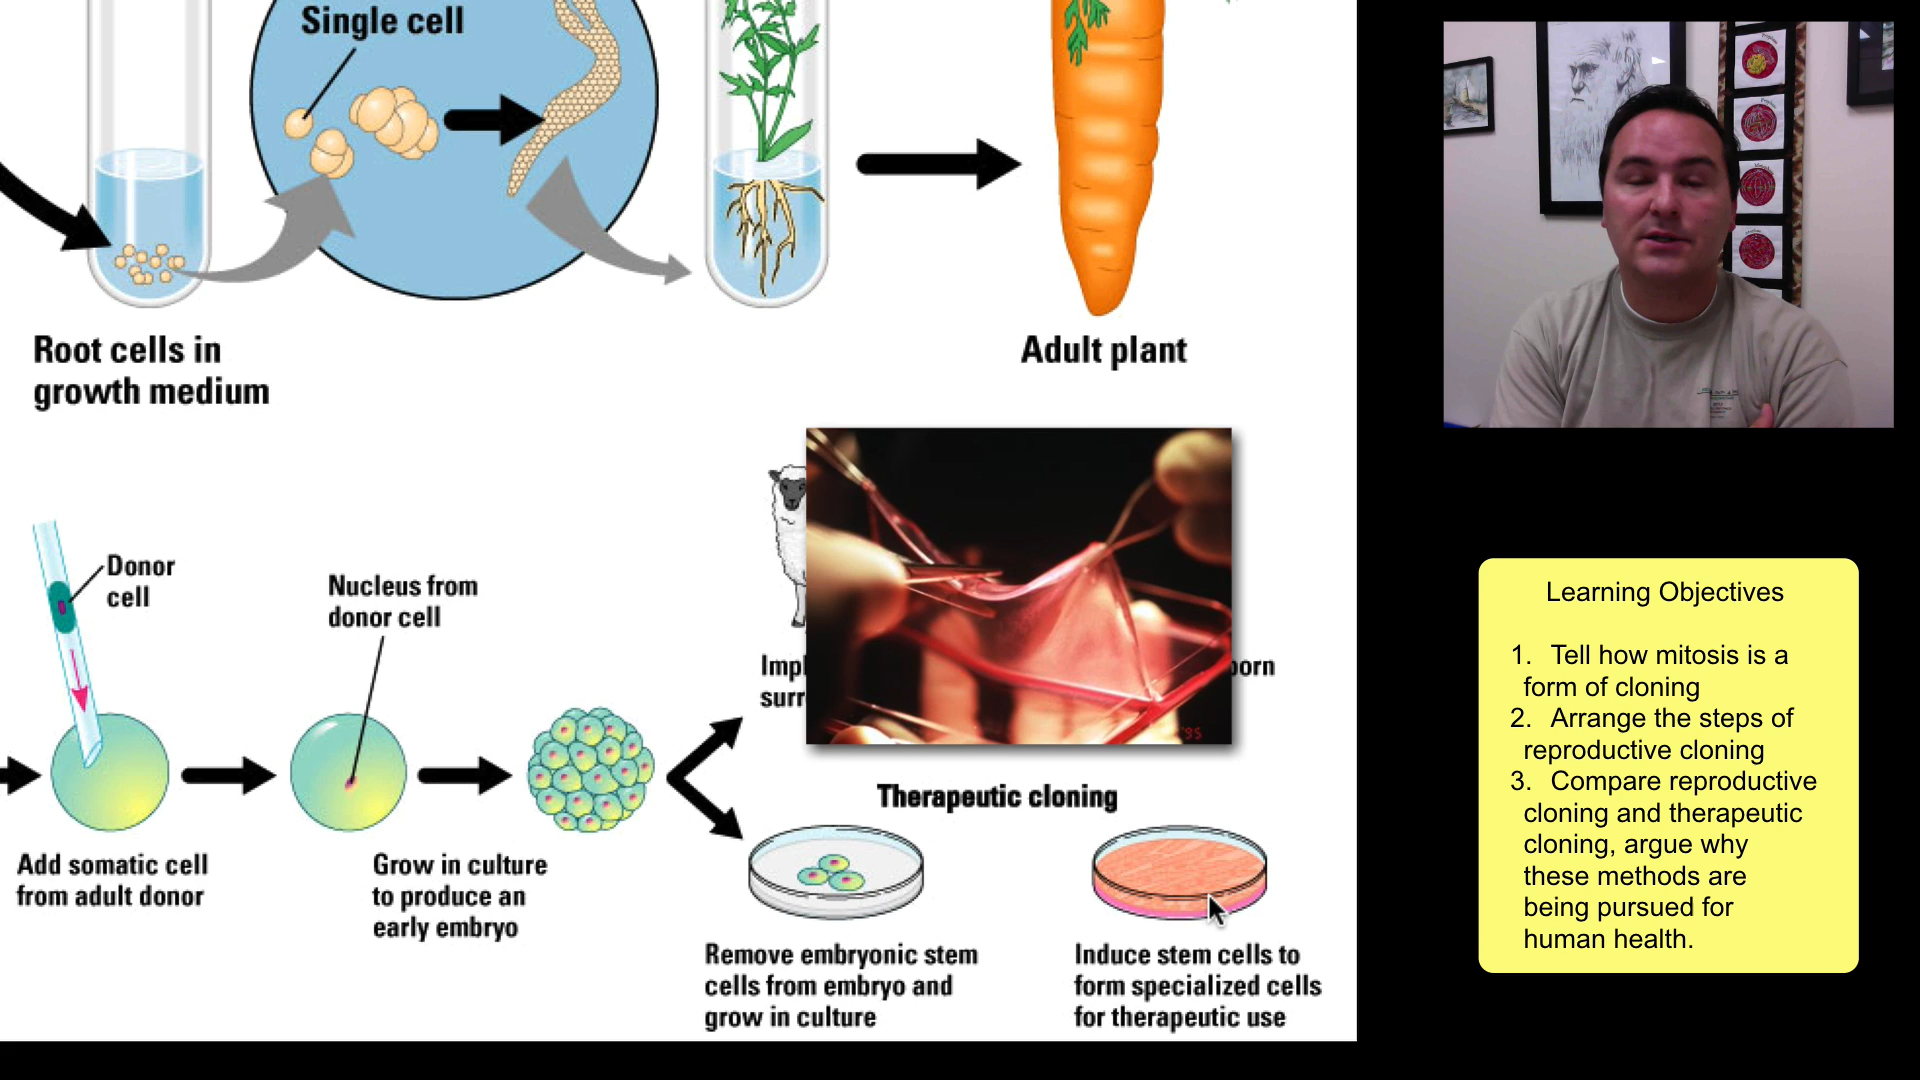 Single cell
Root cells in
growth medium
Adult plant
Donor
cell
Nucleus from
donor cell
Impl
surr
born
'95
Therapeutic cloning
Add somatic cell
from adult donor
Grow in culture
to produce an
early embryo
Remove embryonic stem
cells from embryo and
grow in culture
Induce stem cells to
form specialized cells
for therapeutic use
Learning Objectives
1. Tell how mitosis is a
form of cloning
2. Arrange the steps of
reproductive cloning
3. Compare reproductive
cloning and therapeutic
cloning, argue why
these methods are
being pursued for
human health.